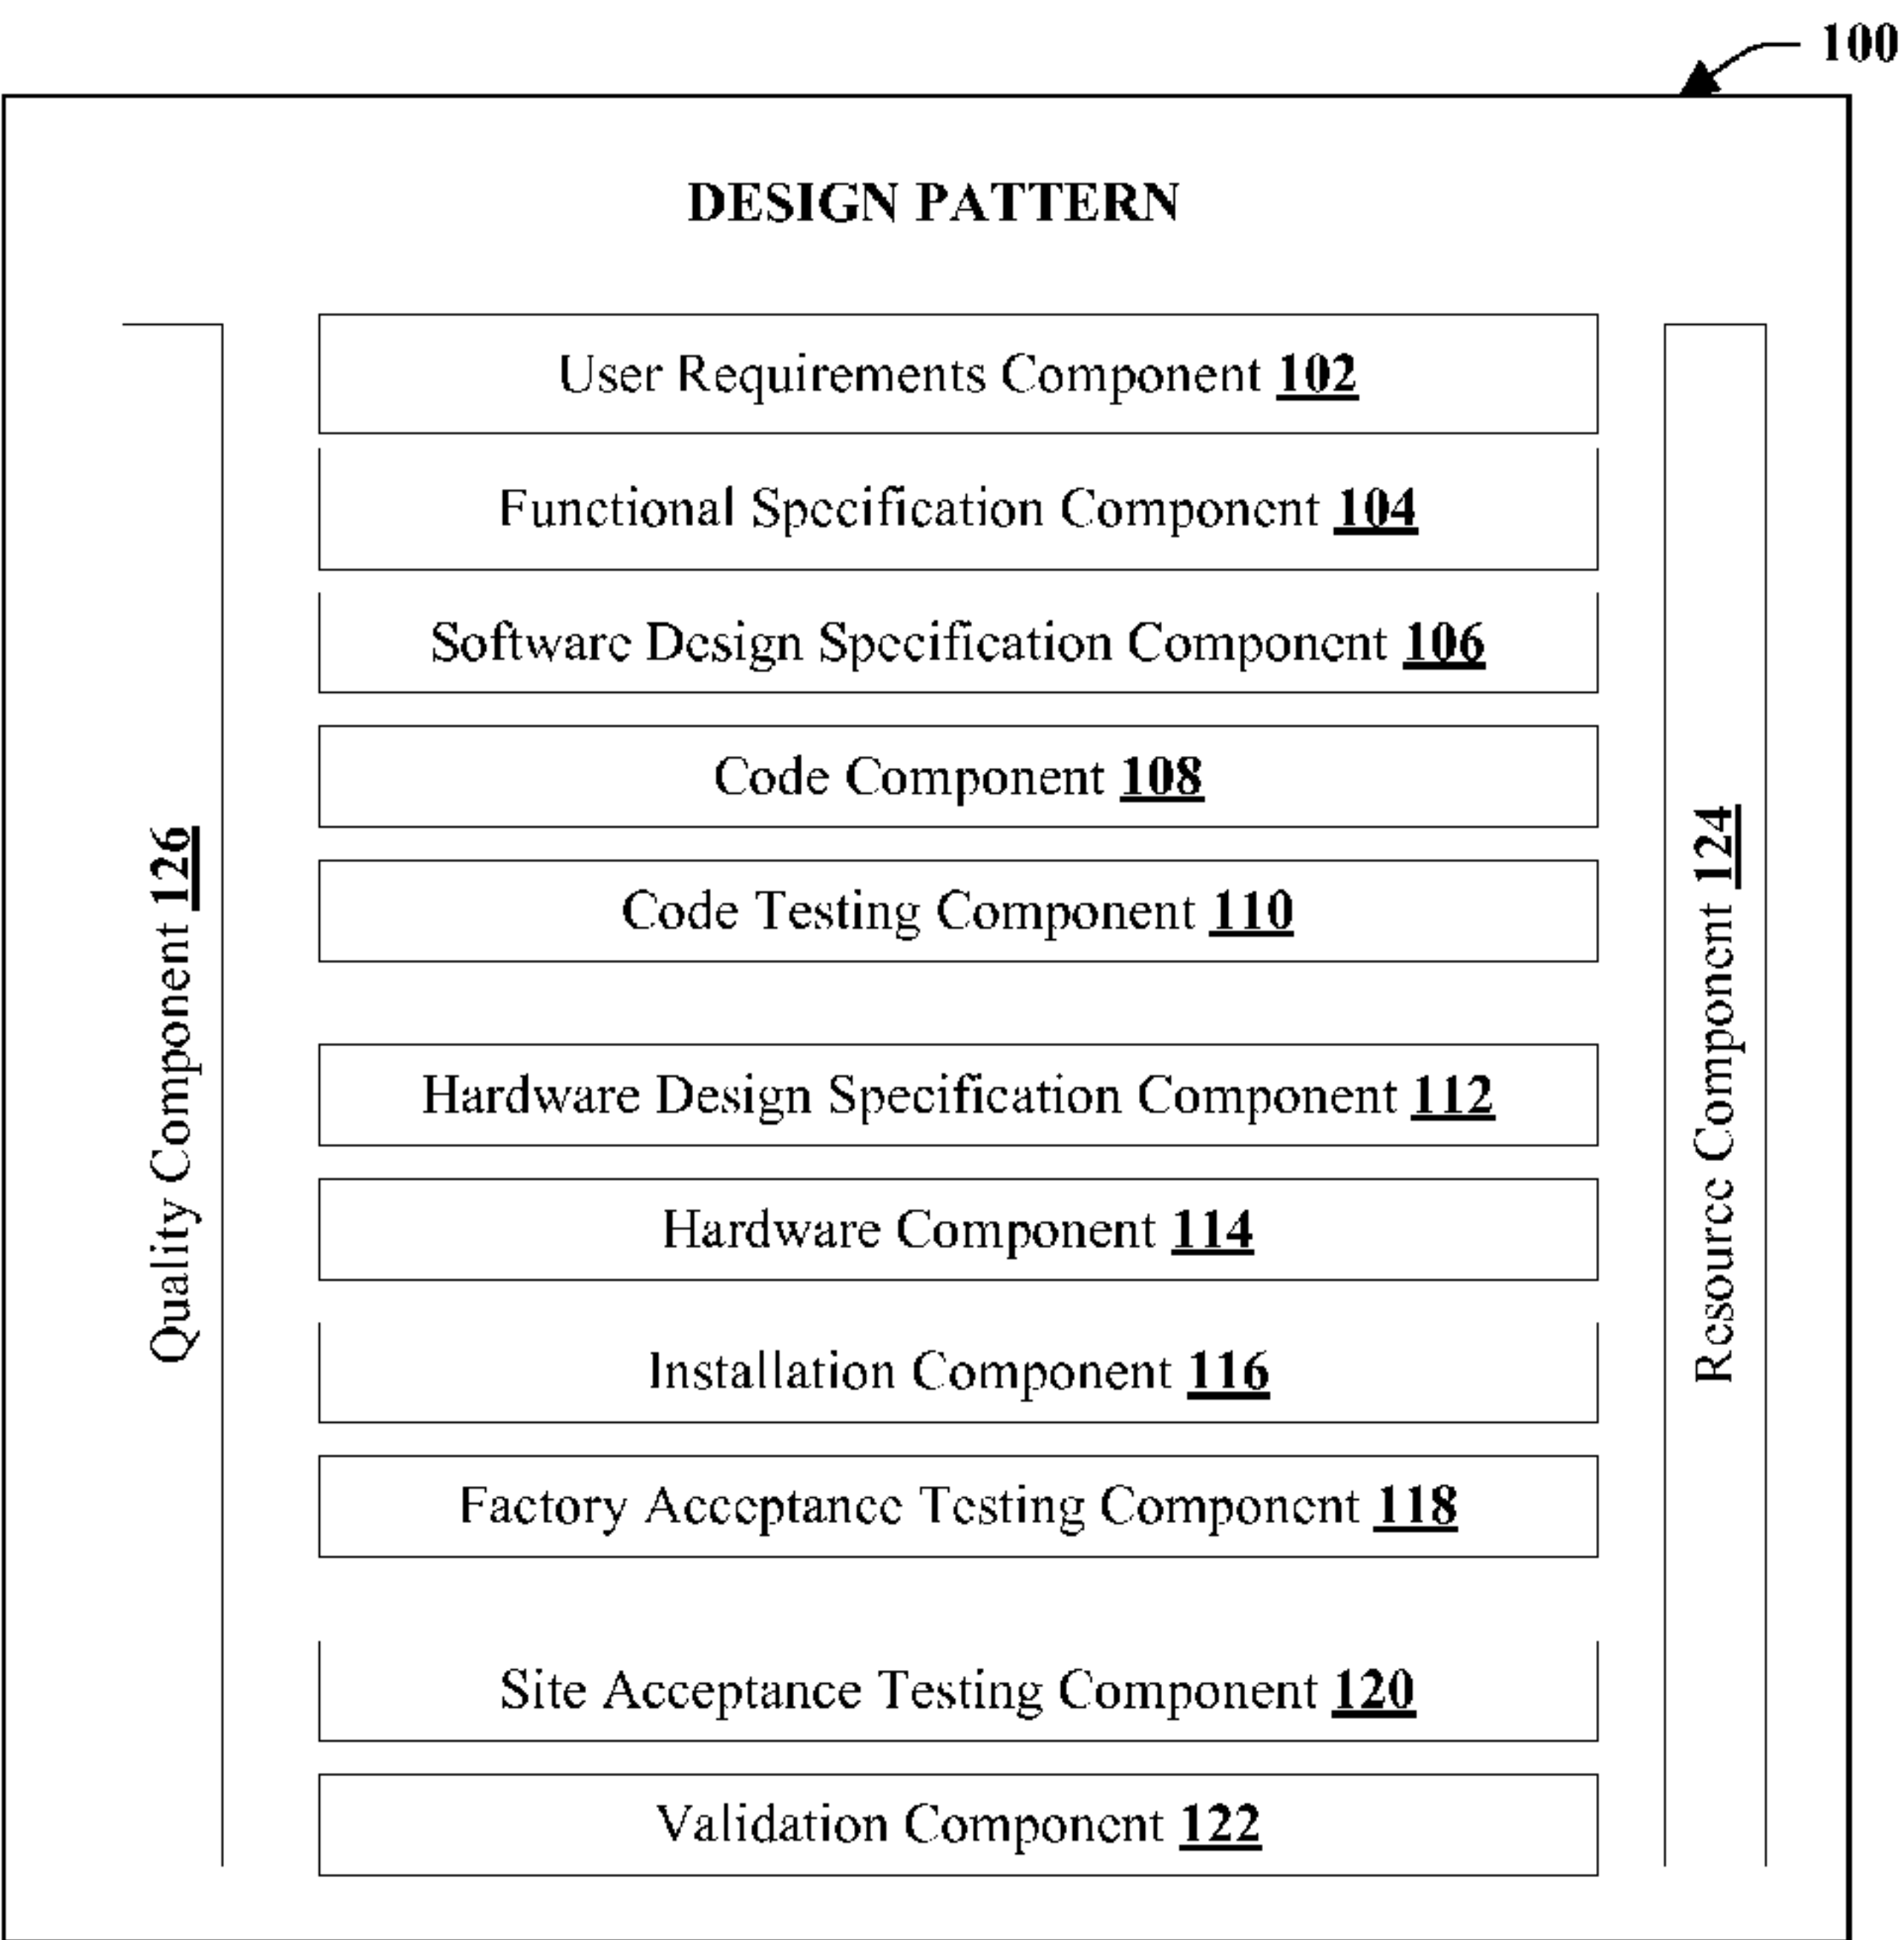 100
DESIGN PATTERN
User Requirements Component 102
Functional Specification Component 104
Software Design Specification Component 106
Code Component 108
Code Testing Component 110
Hardware Design Specification Component 112
Hardware Component 114
Installation Component 116
Factory Acceptance Testing Component 118
Site Acceptance Testing Component 120
Validation Component 122
Quality Component 126
Resource Component 124